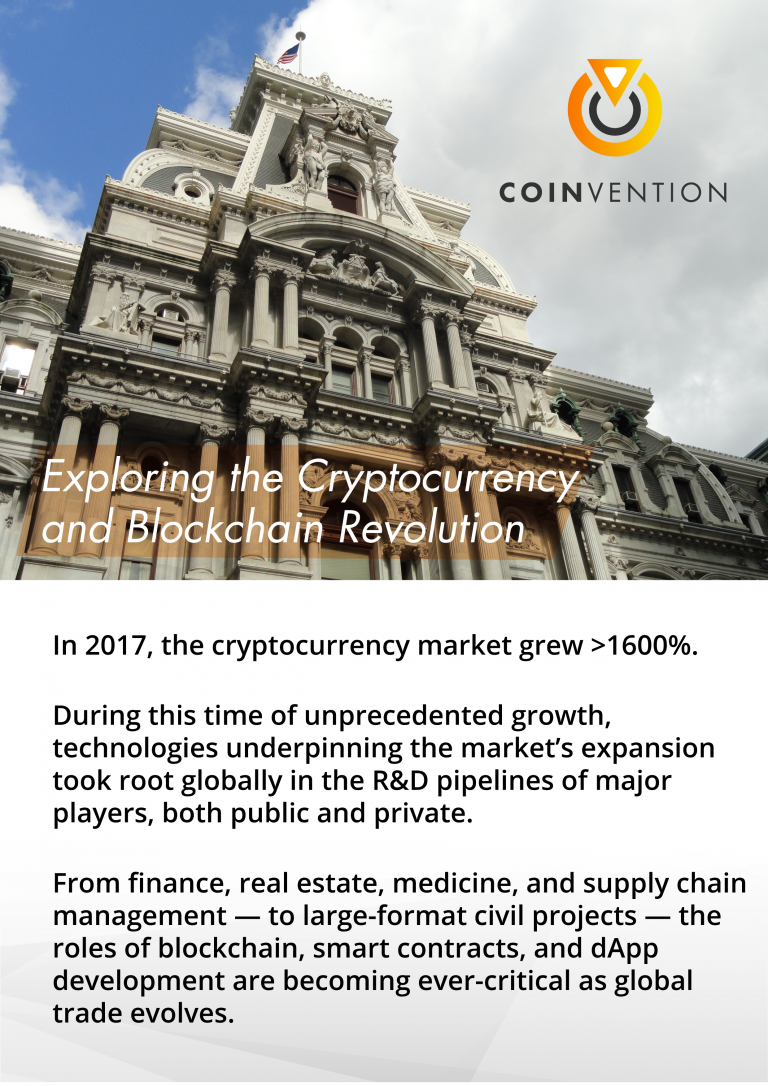 COINVENTION
Exploring the Cryptocurrency
and Blockchain Revolution
In 2017, the cryptocurrency market grew >1600%.
During this time of unprecedented growth,
technologies underpinning the market’s expansion
took root globally in the R&D pipelines of major
players, both public and private.
From finance, real estate, medicine, and supply chain
management — to large-format civil projects — the
roles of blockchain, smart contracts, and dApp
development are becoming ever-critical as global
trade evolves.